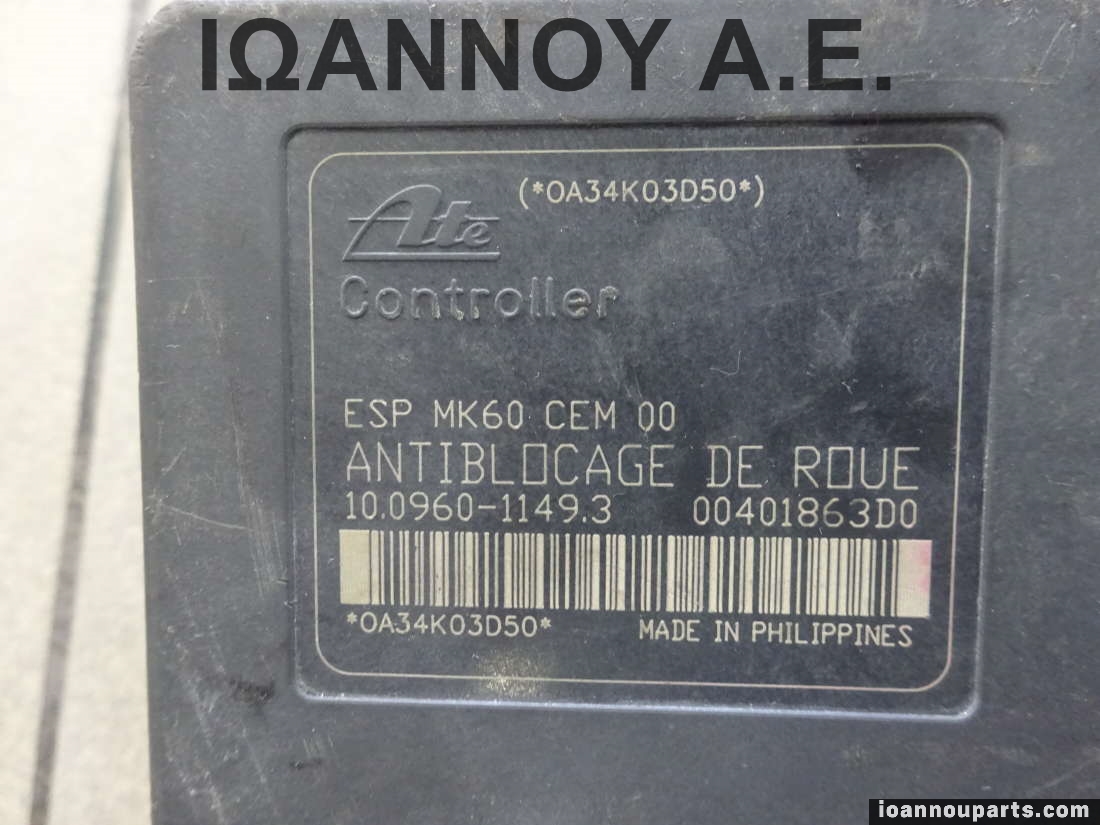 ΙΩΑΝΝΟΥ Α.Ε.
(*0A34K03D50*)
Ate
Controller
ESP MK60 CEM 00
ANTIBLOCAGE DE ROUE
10.0960-1149.3 00401863D0
*0A34K03D50* MADE IN PHILIPPINES
ioannouparts.com